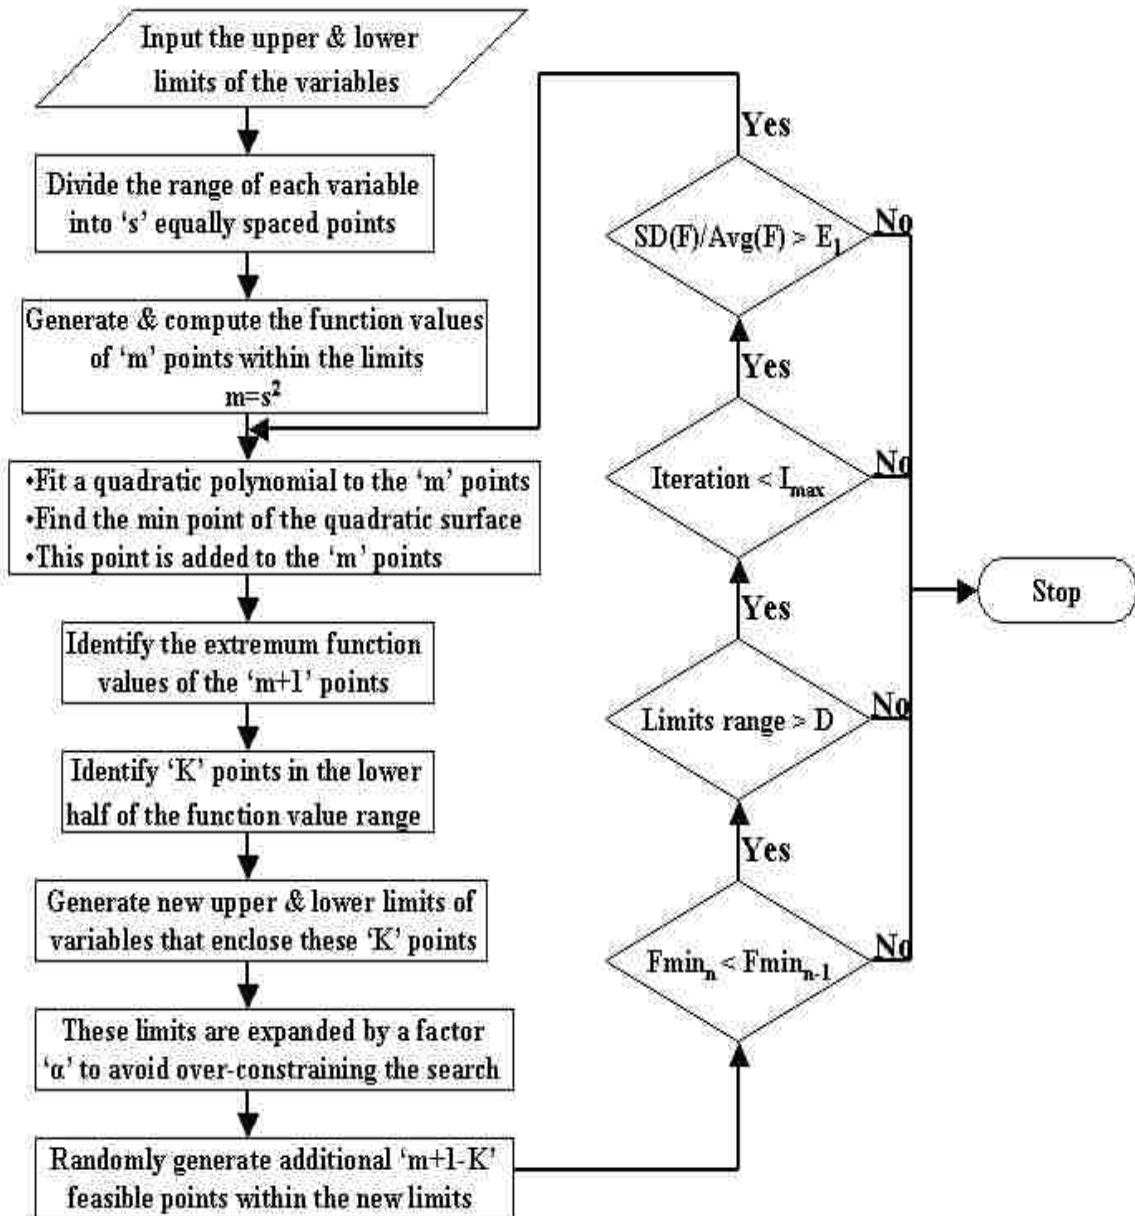 Input the upper & lower
limits of the variables
Divide the range of each variable
into ‘s’ equally spaced points
Generate & compute the function values
of ‘m’ points within the limits
m=s²
•Fit a quadratic polynomial to the ‘m’ points
•Find the min point of the quadratic surface
•This point is added to the ‘m’ points
Identify the extremum function
values of the ‘m+1’ points
Identify ‘K’ points in the lower
half of the function value range
Generate new upper & lower limits of
variables that enclose these ‘K’ points
These limits are expanded by a factor
‘α’ to avoid over-constraining the search
Randomly generate additional ‘m+1-K’
feasible points within the new limits
Fminₙ < Fminₙ₋₁
No
Yes
Limits range > D
No
Yes
Iteration < I_max
No
Yes
SD(F)/Avg(F) > E₁
No
Yes
Stop